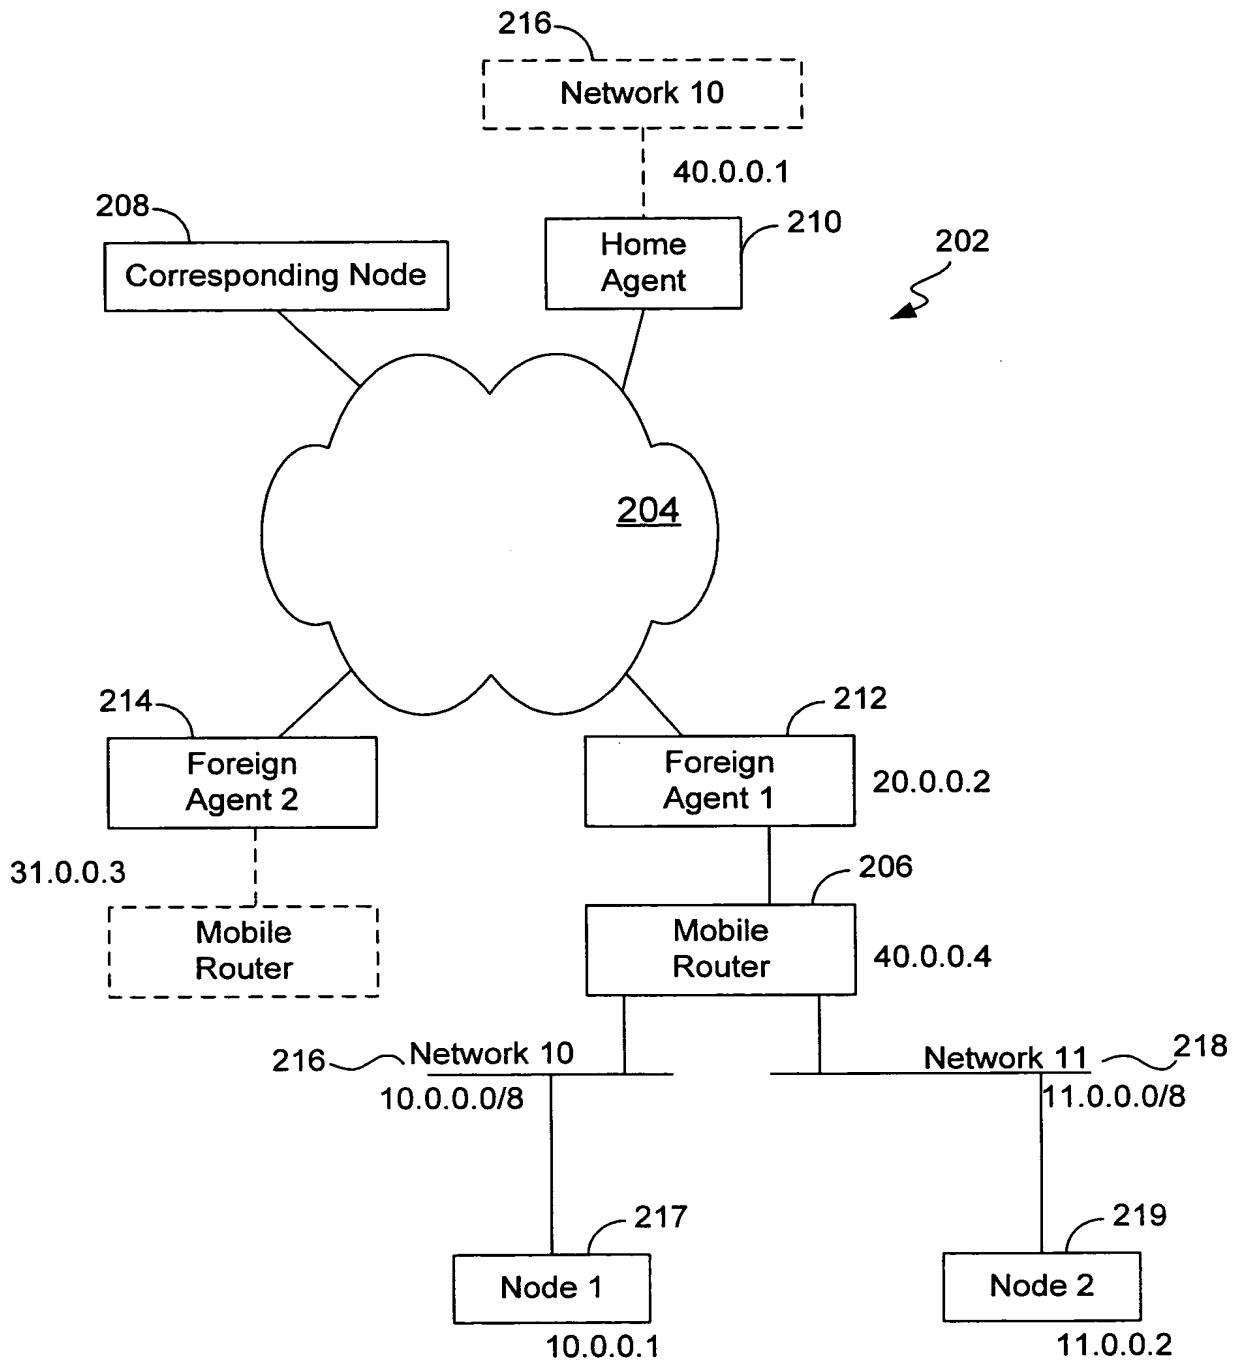 216
Network 10
40.0.0.1
208
210
Home
Agent
202
Corresponding Node
204
214
212
Foreign
Agent 2
Foreign
Agent 1
20.0.0.2
31.0.0.3
206
Mobile
Router
Mobile
Router
40.0.0.4
216
Network 10
Network 11
218
10.0.0.0/8
11.0.0.0/8
217
219
Node 1
Node 2
10.0.0.1
11.0.0.2